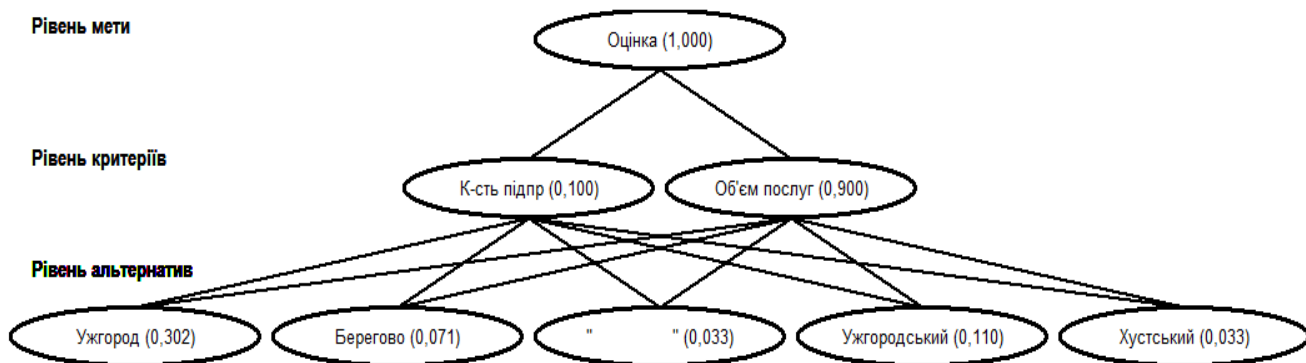 Рівень мети
Оцінка (1,000)
Рівень критеріїв
К-сть підпр (0,100)
Об'єм послуг (0,900)
Рівень альтернатив
Ужгород (0,302)
Берегово (0,071)
" " (0,033)
Ужгородський (0,110)
Хустський (0,033)